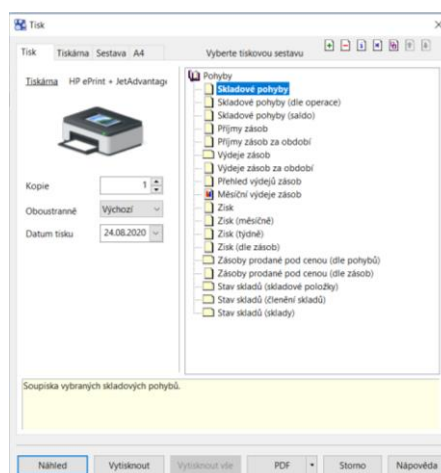 Tisk
Tisk Tiskárna Sestava A4 Vyberte tiskovou sestavu
Tiskárna HP ePrint + JetAdvantage
Kopie 1
Oboustranně Výchozí
Datum tisku 24.08.2020
Pohyby
Skladové pohyby
Skladové pohyby (dle operace)
Skladové pohyby (saldo)
Příjmy zásob
Příjmy zásob za období
Výdeje zásob
Výdeje zásob za období
Přehled výdejů zásob
Měsíční výdeje zásob
Zisk
Zisk (měsíčně)
Zisk (týdně)
Zisk (dle zásob)
Zásoby prodané pod cenou (dle pohybů)
Zásoby prodané pod cenou (dle zásob)
Stav skladů (skladové položky)
Stav skladů (členění skladů)
Stav skladů (sklady)
Soupiska vybraných skladových pohybů.
Náhled Vytisknout Vytisknout vše PDF Storno Nápověda